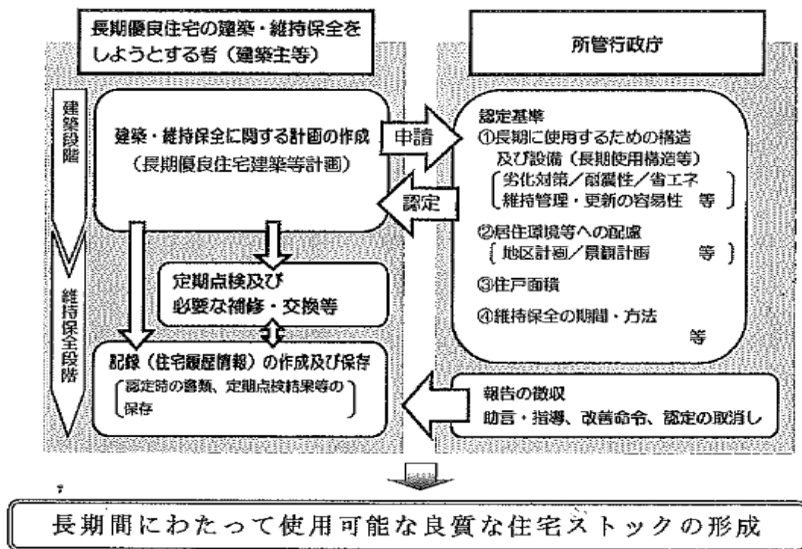 長期優良住宅の建築・維持保全を
しようとする者（建築主等）
所管行政庁
建築段階
維持保全段階
建築・維持保全に関する計画の作成
（長期優良住宅建築等計画）
申請
認定
認定基準
①長期に使用するための構造
及び設備（長期使用構造等）
劣化対策／耐震性／省エネ
維持管理・更新の容易性　等
②居住環境等への配慮
地区計画／景観計画　等
③住戸面積
④維持保全の期間・方法
等
定期点検及び
必要な補修・交換等
記録（住宅履歴情報）の作成及び保存
認定時の書類、定期点検結果等の
保存
報告の徴収
助言・指導、改善命令、認定の取消し
長期間にわたって使用可能な良質な住宅ストックの形成